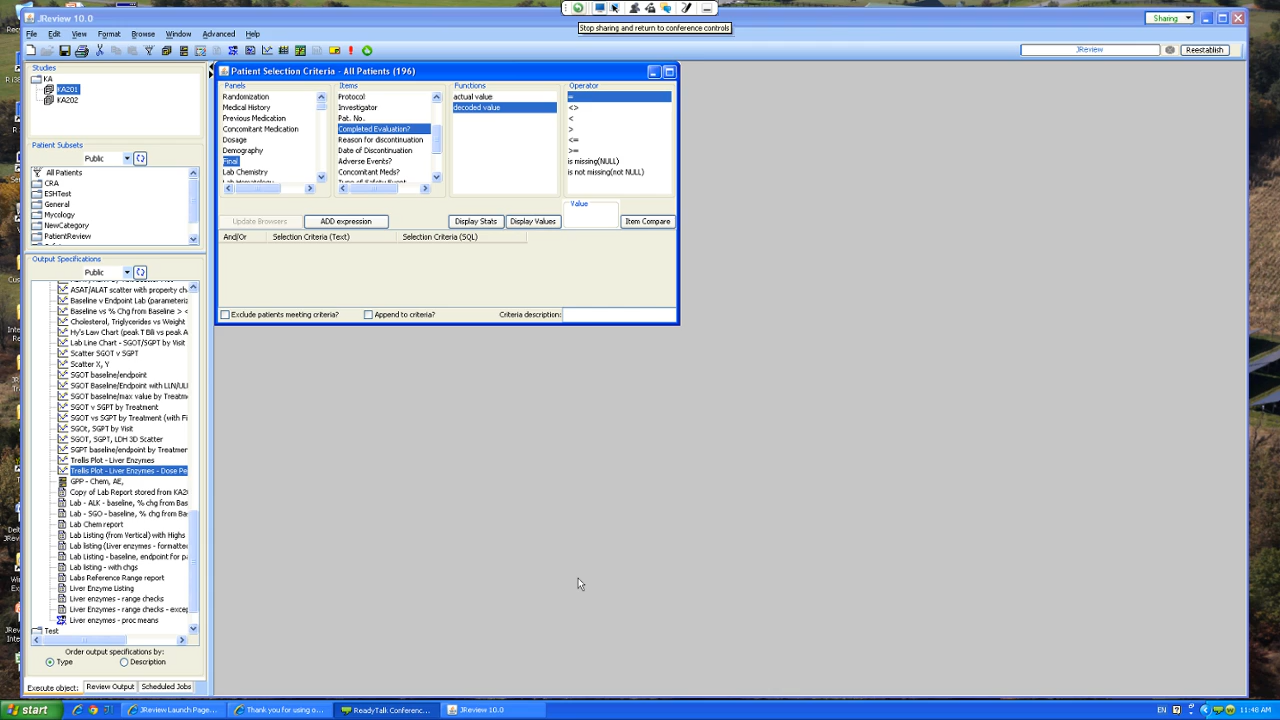 JReview 10.0
Sharing
Stop sharing and return to conference controls
File Edit View Format Browse Window Advanced Help
JReview
Reestablish
Studies
KA
KA201
KA202
Patient Subsets
Public
All Patients
CRA
ESHTest
General
Mycology
NewCategory
PatientReview
Output Specifications
Public
ASAT/ALAT scatter with property ch
Baseline v Endpoint Lab (parameteriz
Baseline vs % Chg from Baseline > <
Cholesterol, Triglycerides vs Weight
Hy's Law Chart (peak T Bili vs peak A
Lab Line Chart - SGOT/SGPT by Visit
Scatter SGOT v SGPT
Scatter X, Y
SGOT baseline/endpoint
SGOT Baseline/Endpoint with LLN/UL
SGOT baseline/max value by Treatme
SGOT v SGPT by Treatment
SGOT vs SGPT by Treatment (with Fi
SGOt, SGPT by Visit
SGOT, SGPT, LDH 3D Scatter
SGPT baseline/endpoint by Treatmer
Trellis Plot - Liver Enzymes
Trellis Plot - Liver Enzymes - Dose Pe
GPP - Chem, AE,
Copy of Lab Report stored from KA20
Lab - ALK - baseline, % chg from Bas
Lab - SGO - baseline, % chg from Ba
Lab Chem report
Lab Listing (from Vertical) with Highs
Lab listing (Liver enzymes - formatte
Lab Listing - baseline, endpoint for pa
Lab listing - with chgs
Labs Reference Range report
Liver Enzyme Listing
Liver enzymes - range checks
Liver enzymes - range checks - excep
Liver enzymes - proc means
Test
Order output specifications by:
Type Description
Execute object: Review Output Scheduled Jobs
Patient Selection Criteria - All Patients (196)
Panels
Randomization
Medical History
Previous Medication
Concomitant Medication
Dosage
Demography
Final
Lab Chemistry
Lab Hematology
Items
Protocol
Investigator
Pat. No.
Completed Evaluation?
Reason for discontinuation
Date of Discontinuation
Adverse Events?
Concomitant Meds?
Type of Safety Event
Functions
actual value
decoded value
Operator
=
<>
<
>
<=
>=
is missing(NULL)
is not missing(not NULL)
Value
Update Browsers ADD expression Display Stats Display Values Item Compare
And/Or Selection Criteria (Text) Selection Criteria (SQL)
Exclude patients meeting criteria? Append to criteria? Criteria description:
start JReview Launch Page... Thank you for using o... ReadyTalk Conferenc... JReview 10.0 EN 11:48 AM